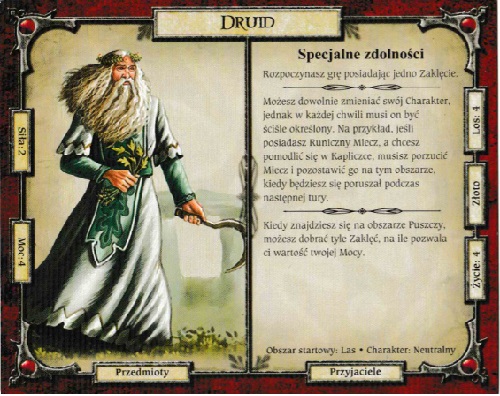 Druid
Specjalne zdolności
Rozpoczynasz grę posiadając jedno Zaklęcie.
Możesz dowolnie zmieniać swój Charakter,
jednak w każdej chwili musi on być
ściśle określony. Na przykład, jeśli
posiadasz Runiczny Miecz, a chcesz
pomodlić się w Kapliczce, musisz porzucić
Miecz i pozostawić go na tym obszarze,
kiedy będziesz się poruszał podczas
następnej tury.
Kiedy znajdziesz się na obszarze Puszczy,
możesz dobrać tyle Zaklęć, na ile pozwala
ci wartość twojej Mocy.
Obszar startowy: Las • Charakter: Neutralny
Siła: 2
Moc: 4
Los: 4
Złoto
Życie: 4
Przedmioty
Przyjaciele